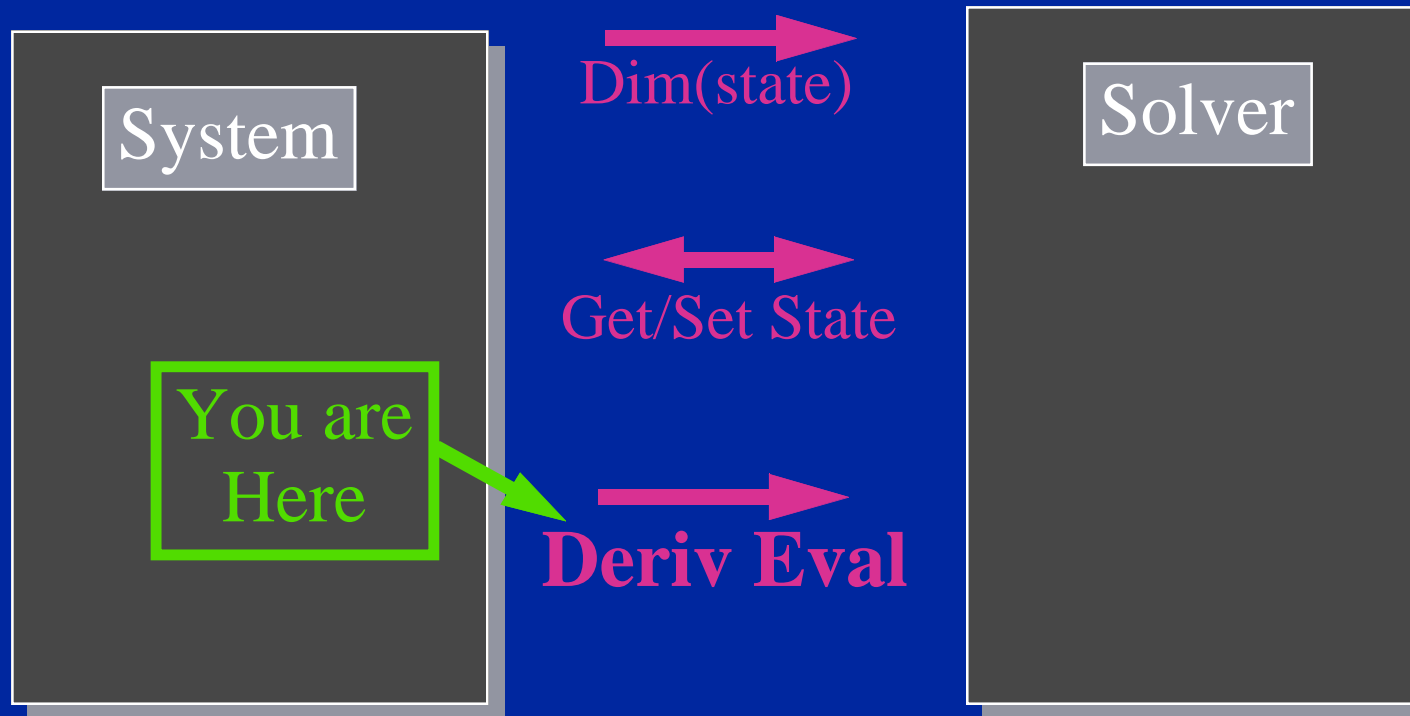 System
Dim(state)
Solver
Get/Set State
You are
Here
Deriv Eval